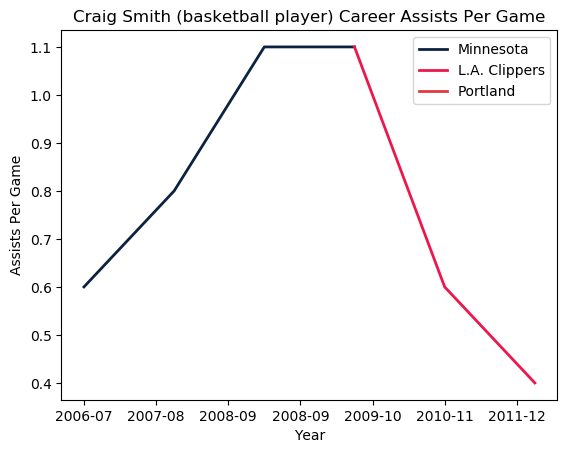 Craig Smith (basketball player) Career Assists Per Game
Minnesota
L.A. Clippers
Portland
Assists Per Game
1.1
1.0
0.9
0.8
0.7
0.6
0.5
0.4
2006-07 2007-08 2008-09 2008-09 2009-10 2010-11 2011-12
Year